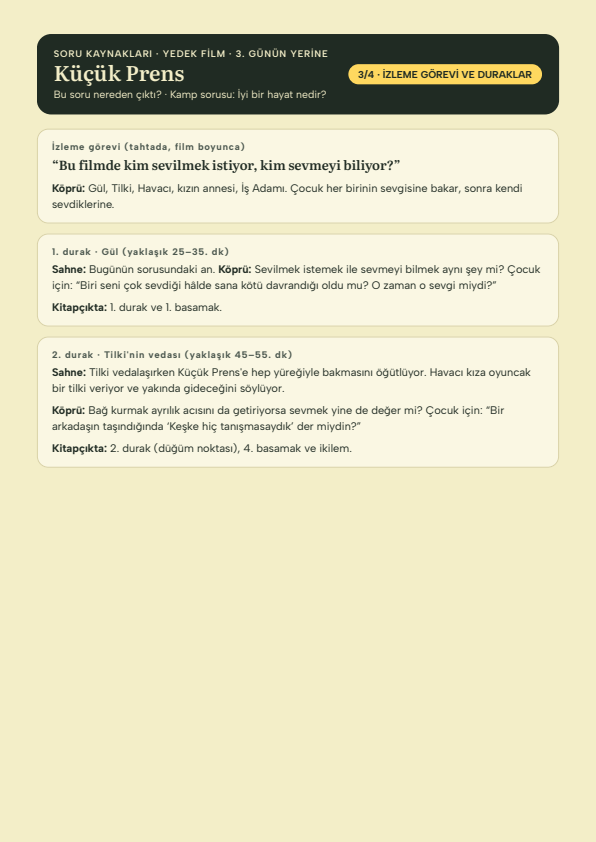 SORU KAYNAKLARI · YEDEK FİLM · 3. GÜNÜN YERİNE
Küçük Prens
Bu soru nereden çıktı? · Kamp sorusu: İyi bir hayat nedir?
3/4 · İZLEME GÖREVİ VE DURAKLAR
İzleme görevi (tahtada, film boyunca)
“Bu filmde kim sevilmek istiyor, kim sevmeyi biliyor?”
Köprü: Gül, Tilki, Havacı, kızın annesi, İş Adamı. Çocuk her birinin sevgisine bakar, sonra kendi
sevdiklerine.
1. durak · Gül (yaklaşık 25–35. dk)
Sahne: Bugünün sorusundaki an. Köprü: Sevilmek istemek ile sevmeyi bilmek aynı şey mi? Çocuk
için: “Biri seni çok sevdiği hâlde sana kötü davrandığı oldu mu? O zaman o sevgi miydi?”
Kitapçıkta: 1. durak ve 1. basamak.
2. durak · Tilki'nin vedası (yaklaşık 45–55. dk)
Sahne: Tilki vedalaşırken Küçük Prens'e hep yüreğiyle bakmasını öğütlüyor. Havacı kıza oyuncak
bir tilki veriyor ve yakında gideceğini söylüyor.
Köprü: Bağ kurmak ayrılık acısını da getiriyorsa sevmek yine de değer mi? Çocuk için: “Bir
arkadaşın taşındığında ‘Keşke hiç tanışmasaydık’ der miydin?”
Kitapçıkta: 2. durak (düğüm noktası), 4. basamak ve ikilem.